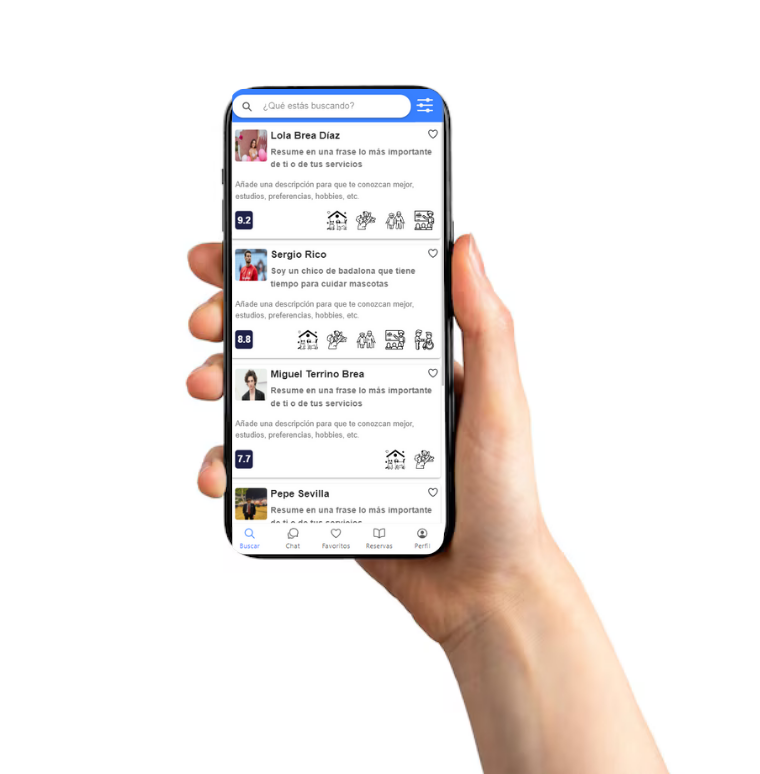 ¿Qué estás buscando?
Lola Brea Díaz
Resume en una frase lo más importante
de ti o de tus servicios
Añade una descripción para que te conozcan mejor,
estudios, preferencias, hobbies, etc.
9.2
Sergio Rico
Soy un chico de badalona que tiene
tiempo para cuidar mascotas
Añade una descripción para que te conozcan mejor,
estudios, preferencias, hobbies, etc.
8.8
Miguel Terrino Brea
Resume en una frase lo más importante
de ti o de tus servicios
Añade una descripción para que te conozcan mejor,
estudios, preferencias, hobbies, etc.
7.7
Pepe Sevilla
Resume en una frase lo más importante
de ti o de tus servicios
Buscar Chat Favoritos Reservas Perfil